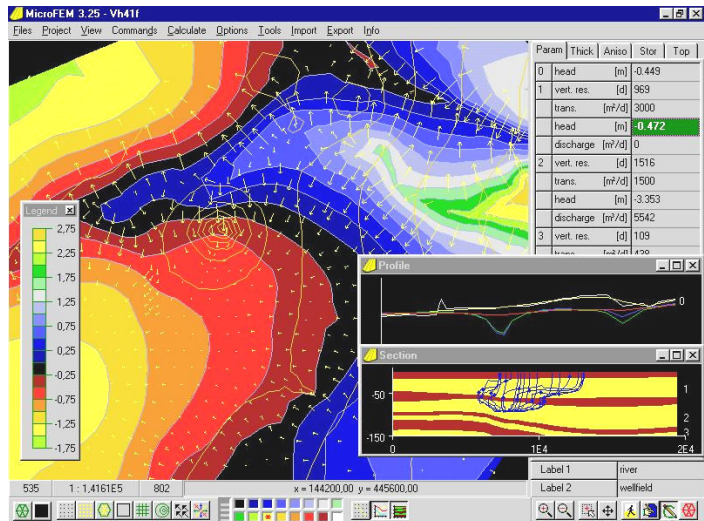 MicroFEM 3.25 - Vh41f
Files Project View Commands Calculate Options Tools Import Export Info
Param Thick Aniso Stor Top
0 head [m] -0.449
1 vert. res. [d] 969
trans. [m²/d] 3000
head [m] -0.472
discharge [m³/d] 0
2 vert. res. [d] 1516
trans. [m²/d] 1500
head [m] -3.353
discharge [m³/d] 5542
3 vert. res. [d] 109
Legend
2,75
2,25
1,75
1,25
0,75
0,25
-0,25
-0,75
-1,25
-1,75
Profile
0
Section
-50
-150
0 1E4 2E4
1
2
3
Label 1 river
Label 2 wellfield
535 1 : 1,4161E5 802 x = 144200,00 y = 445600,00